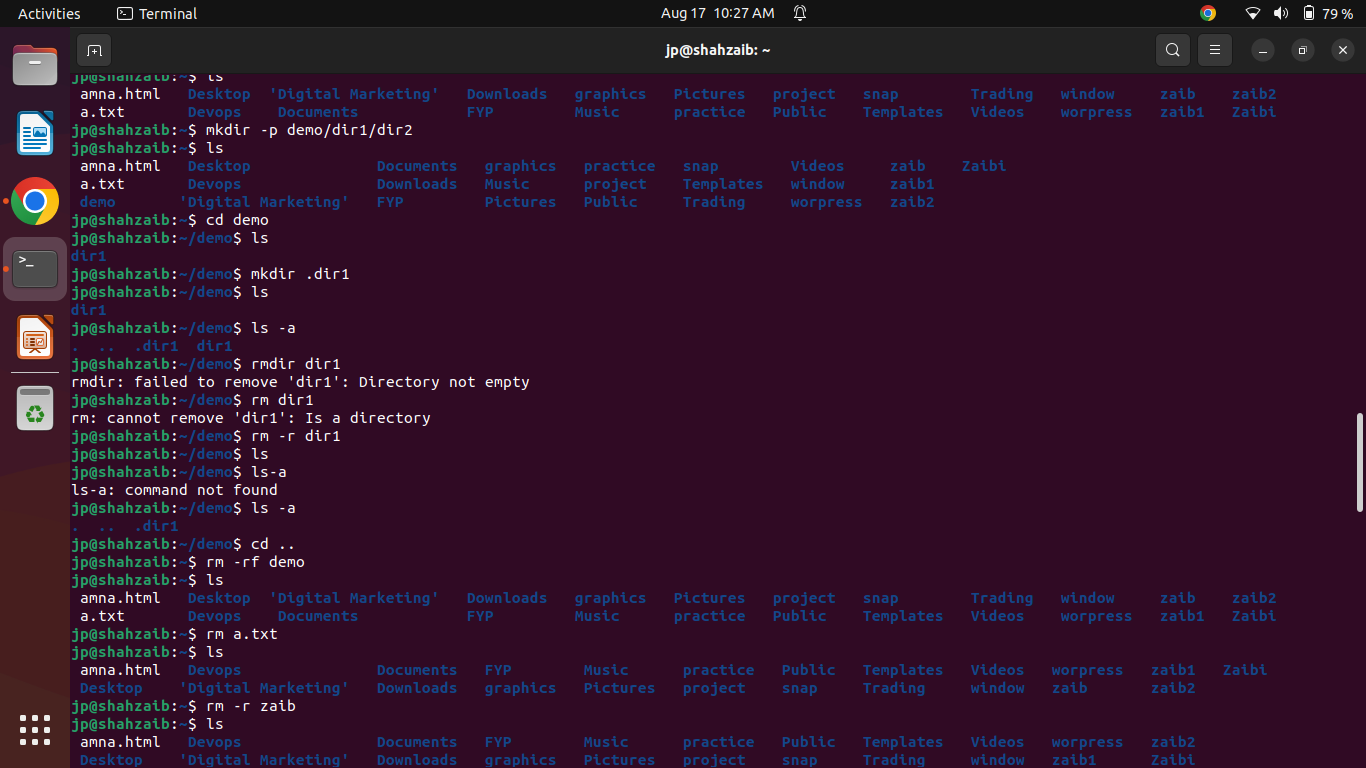 Activities Terminal Aug 17 10:27 AM 79 %
jp@shahzaib: ~
jp@shahzaib:~$ ls
amna.html Desktop 'Digital Marketing' Downloads graphics Pictures project snap Trading window zaib zaib2
a.txt Devops Documents FYP Music practice Public Templates Videos worpress zaib1 Zaibi
jp@shahzaib:~$ mkdir -p demo/dir1/dir2
jp@shahzaib:~$ ls
amna.html Desktop Documents graphics practice snap Videos zaib Zaibi
a.txt Devops Downloads Music project Templates window zaib1
demo 'Digital Marketing' FYP Pictures Public Trading worpress zaib2
jp@shahzaib:~$ cd demo
jp@shahzaib:~/demo$ ls
dir1
jp@shahzaib:~/demo$ mkdir .dir1
jp@shahzaib:~/demo$ ls
dir1
jp@shahzaib:~/demo$ ls -a
. .. .dir1 dir1
jp@shahzaib:~/demo$ rmdir dir1
rmdir: failed to remove 'dir1': Directory not empty
jp@shahzaib:~/demo$ rm dir1
rm: cannot remove 'dir1': Is a directory
jp@shahzaib:~/demo$ rm -r dir1
jp@shahzaib:~/demo$ ls
jp@shahzaib:~/demo$ ls-a
ls-a: command not found
jp@shahzaib:~/demo$ ls -a
. .. .dir1
jp@shahzaib:~/demo$ cd ..
jp@shahzaib:~$ rm -rf demo
jp@shahzaib:~$ ls
amna.html Desktop 'Digital Marketing' Downloads graphics Pictures project snap Trading window zaib zaib2
a.txt Devops Documents FYP Music practice Public Templates Videos worpress zaib1 Zaibi
jp@shahzaib:~$ rm a.txt
jp@shahzaib:~$ ls
amna.html Devops Documents FYP Music practice Public Templates Videos worpress zaib1 Zaibi
Desktop 'Digital Marketing' Downloads graphics Pictures project snap Trading window zaib zaib2
jp@shahzaib:~$ rm -r zaib
jp@shahzaib:~$ ls
amna.html Devops Documents FYP Music practice Public Templates Videos worpress zaib2
Desktop 'Digital Marketing' Downloads graphics Pictures project snap Trading window zaib1 Zaibi